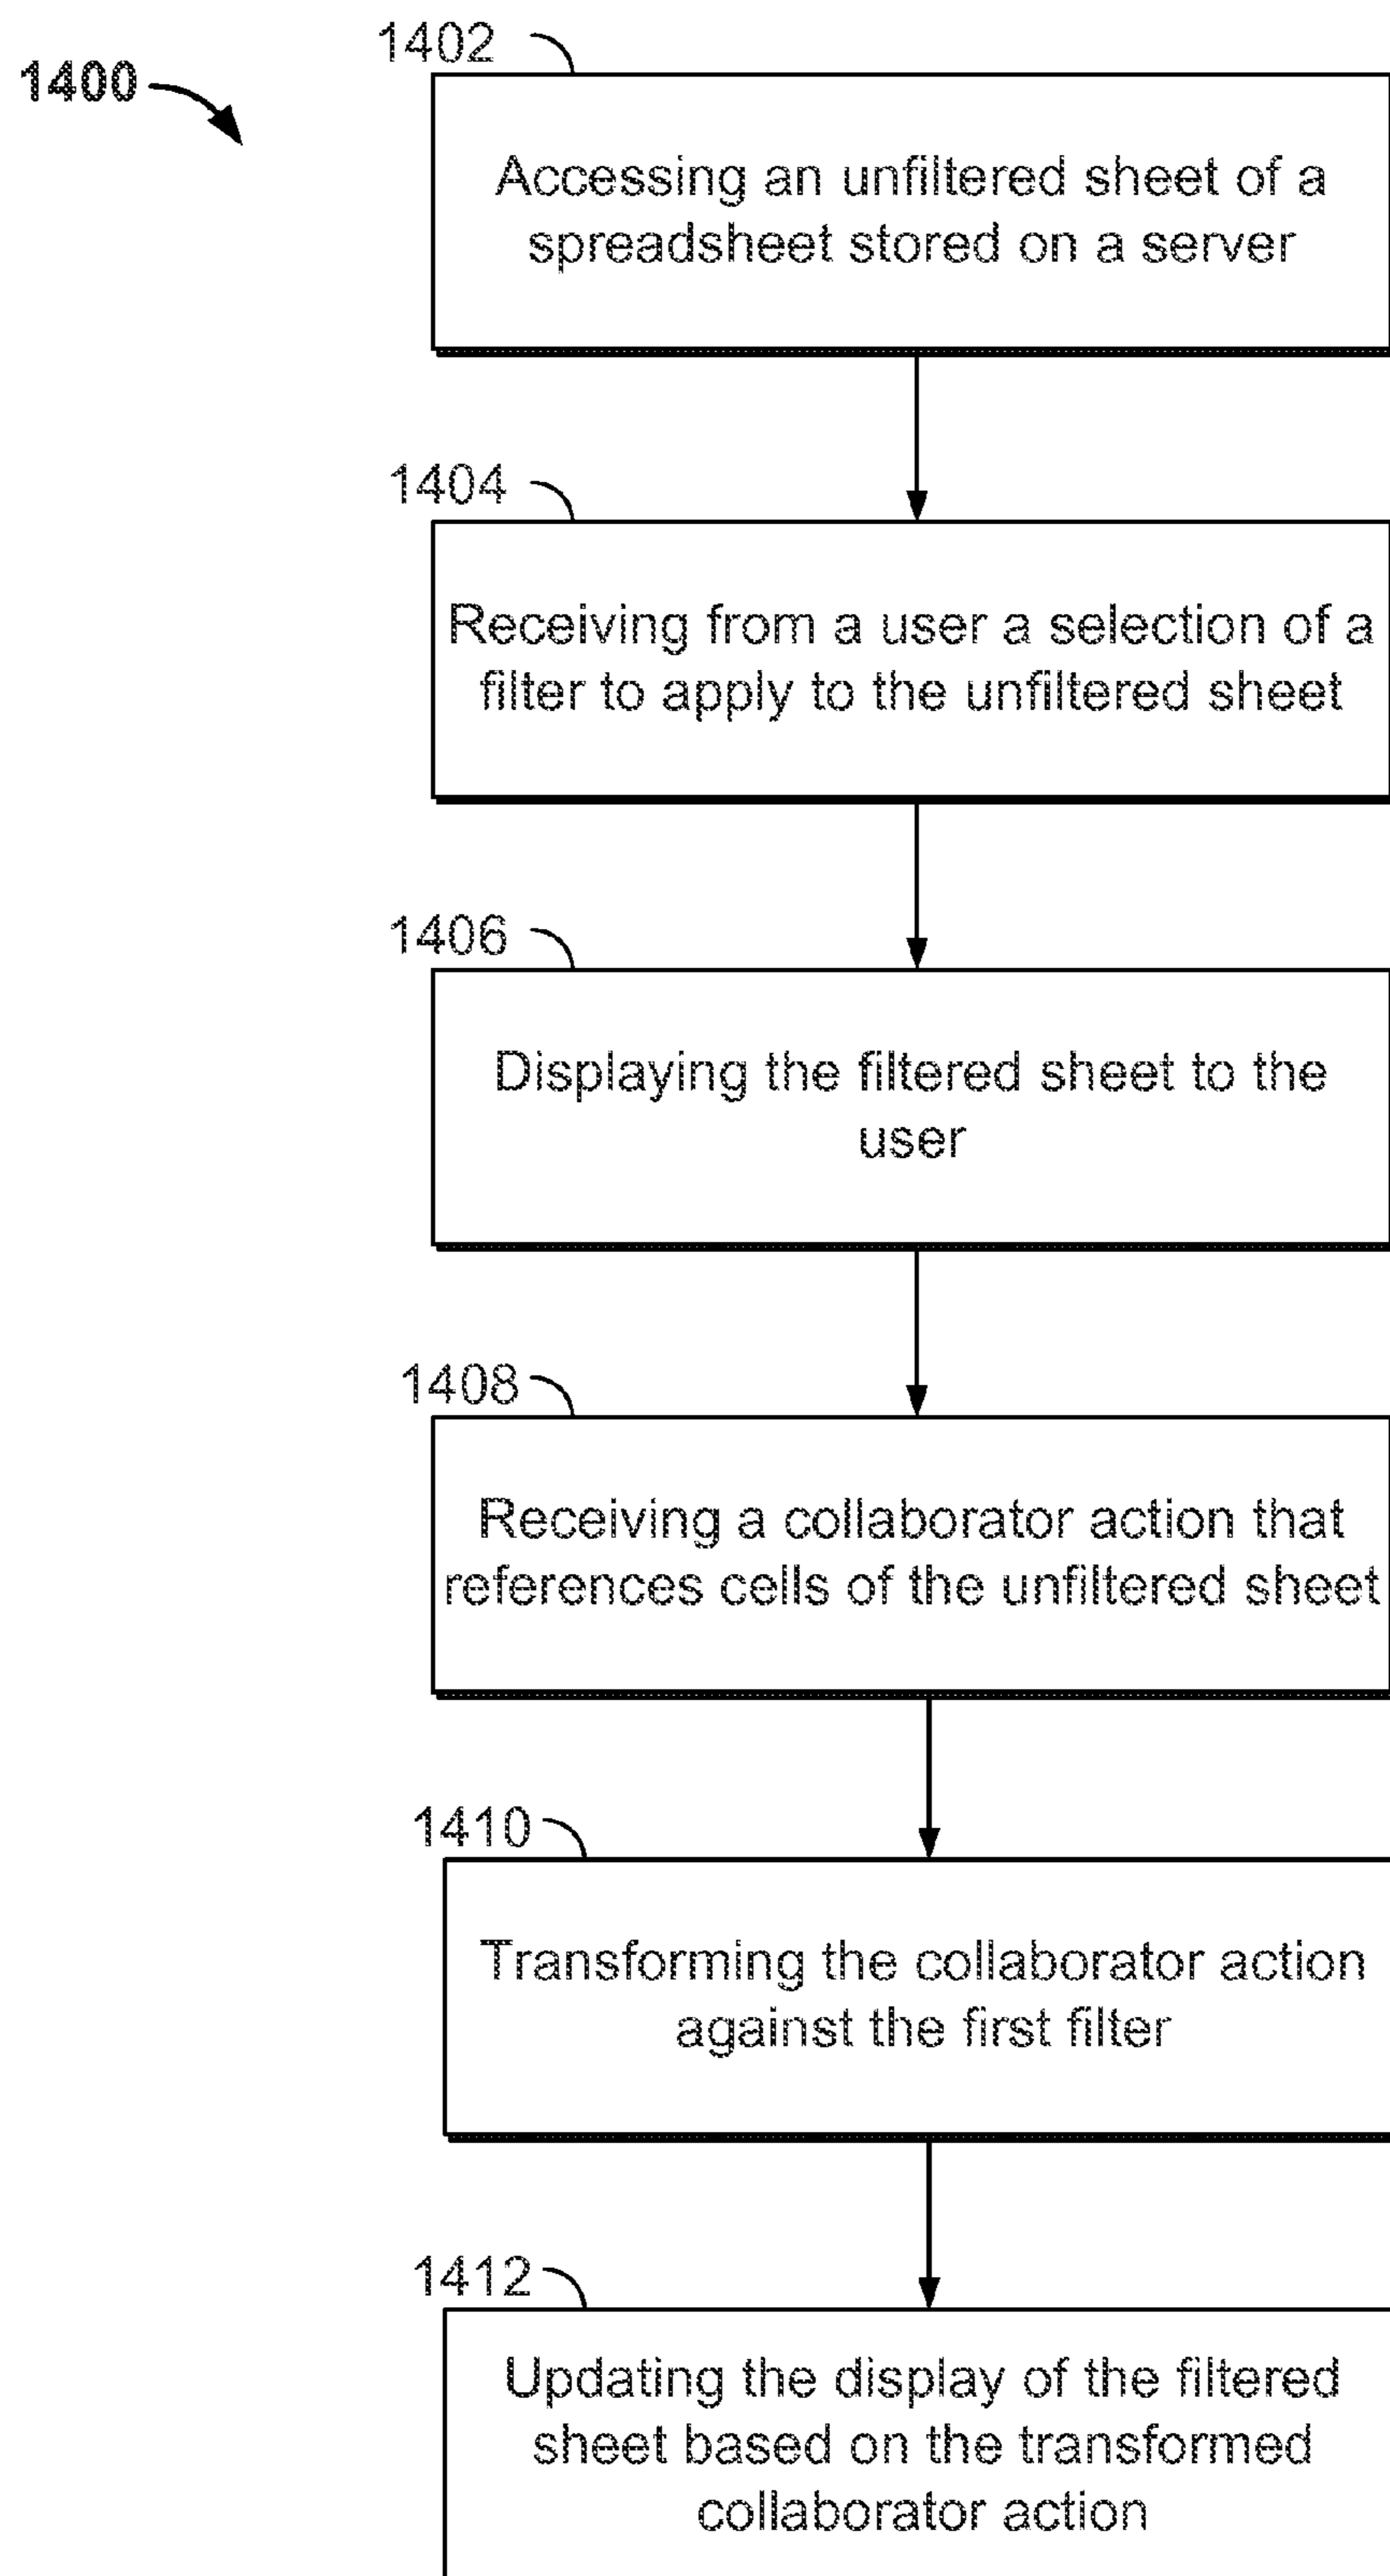 1400
1402
Accessing an unfiltered sheet of a
spreadsheet stored on a server
1404
Receiving from a user a selection of a
filter to apply to the unfiltered sheet
1406
Displaying the filtered sheet to the
user
1408
Receiving a collaborator action that
references cells of the unfiltered sheet
1410
Transforming the collaborator action
against the first filter
1412
Updating the display of the filtered
sheet based on the transformed
collaborator action